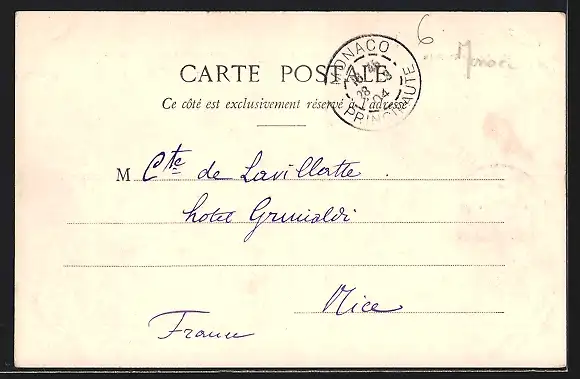 6
CARTE POSTALE
MONACO
PRINCIPAUTE
Ce côté est exclusivement réservé à l'adresse
M Cte de Lavillatte
hotel Grimaldi
Nice
France